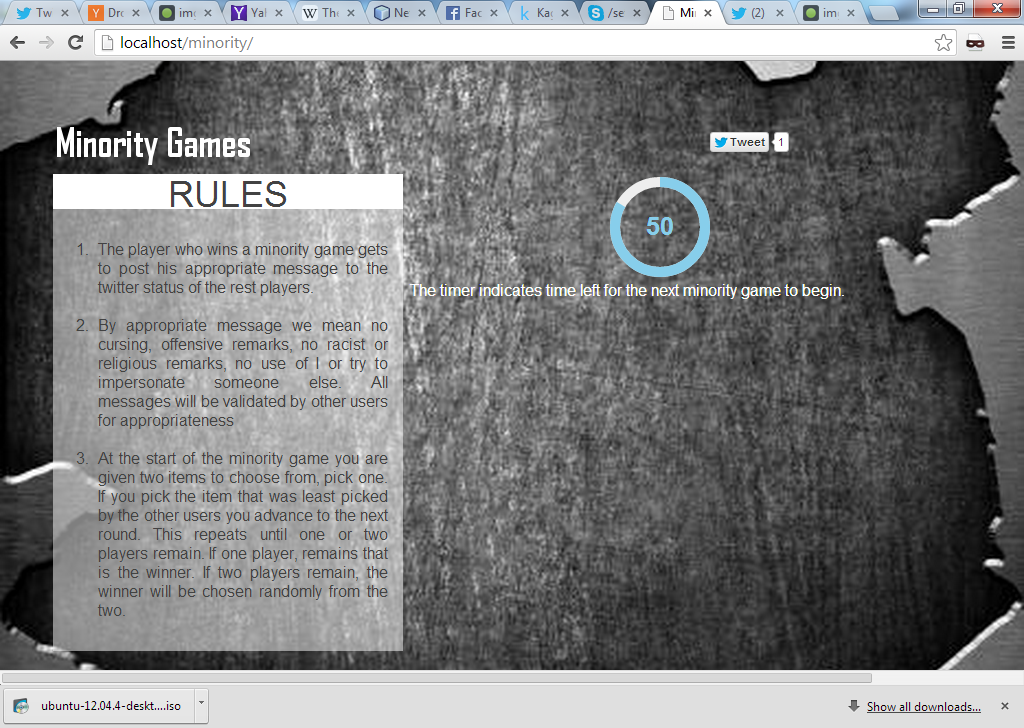 Tw
Dro
imo
Yal
The
Ne
Fac
Kag
/se
Mi
(2)
im
localhost/minority/
Minority Games
Tweet 1
RULES
50
1. The player who wins a minority game gets
to post his appropriate message to the
twitter status of the rest players.
The timer indicates time left for the next minority game to begin.
2. By appropriate message we mean no
cursing, offensive remarks, no racist or
religious remarks, no use of I or try to
impersonate someone else. All
messages will be validated by other users
for appropriateness
3. At the start of the minority game you are
given two items to choose from, pick one.
If you pick the item that was least picked
by the other users you advance to the next
round. This repeats until one or two
players remain. If one player, remains that
is the winner. If two players remain, the
winner will be chosen randomly from the
two.
ubuntu-12.04.4-deskt....iso
Show all downloads...